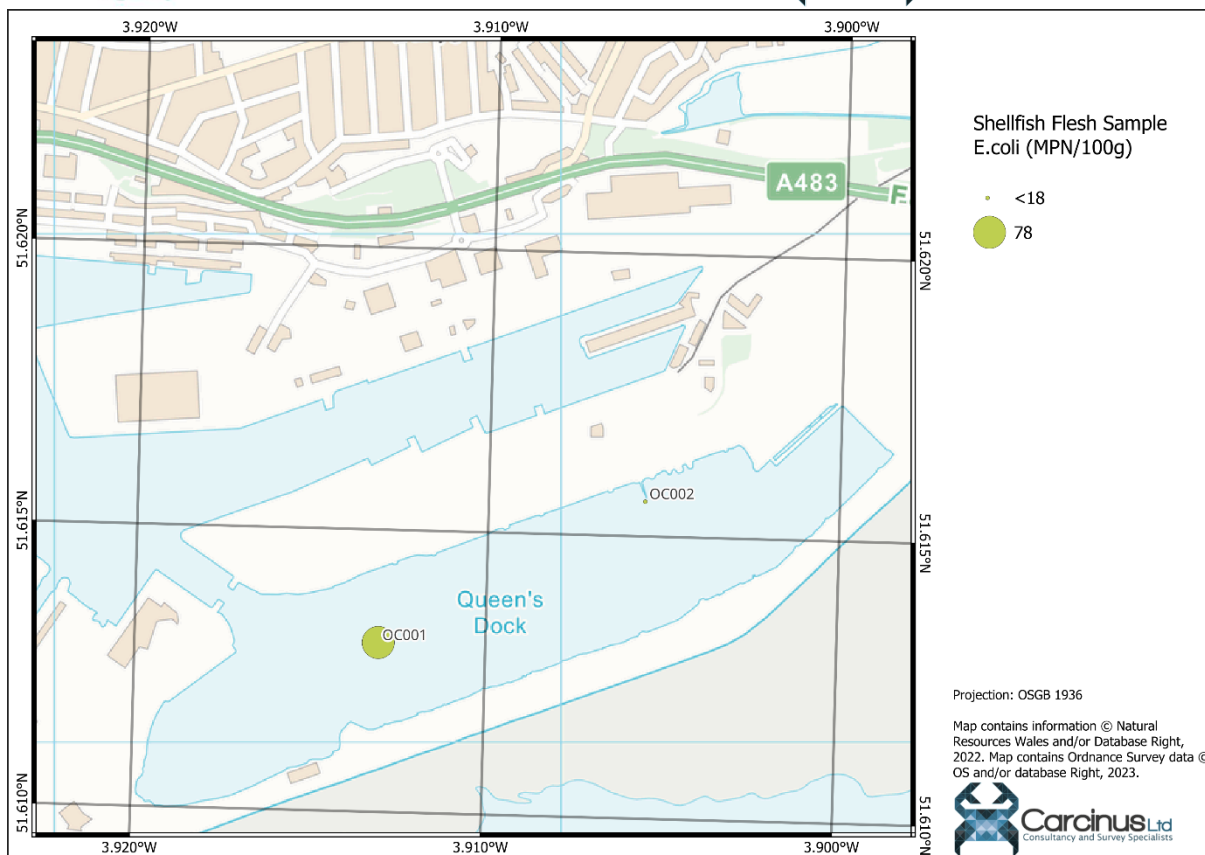 3.920°W
3.910°W
3.900°W
Shellfish Flesh Sample
E.coli (MPN/100g)
<18
78
A483
51.620°N
51.620°N
OC002
51.615°N
51.615°N
Queen's
Dock
OC001
51.610°N
51.610°N
3.920°W
3.910°W
3.900°W
Projection: OSGB 1936
Map contains information © Natural
Resources Wales and/or Database Right,
2022. Map contains Ordnance Survey data ©
OS and/or database Right, 2023.
Carcinus Ltd
Consultancy and Survey Specialists